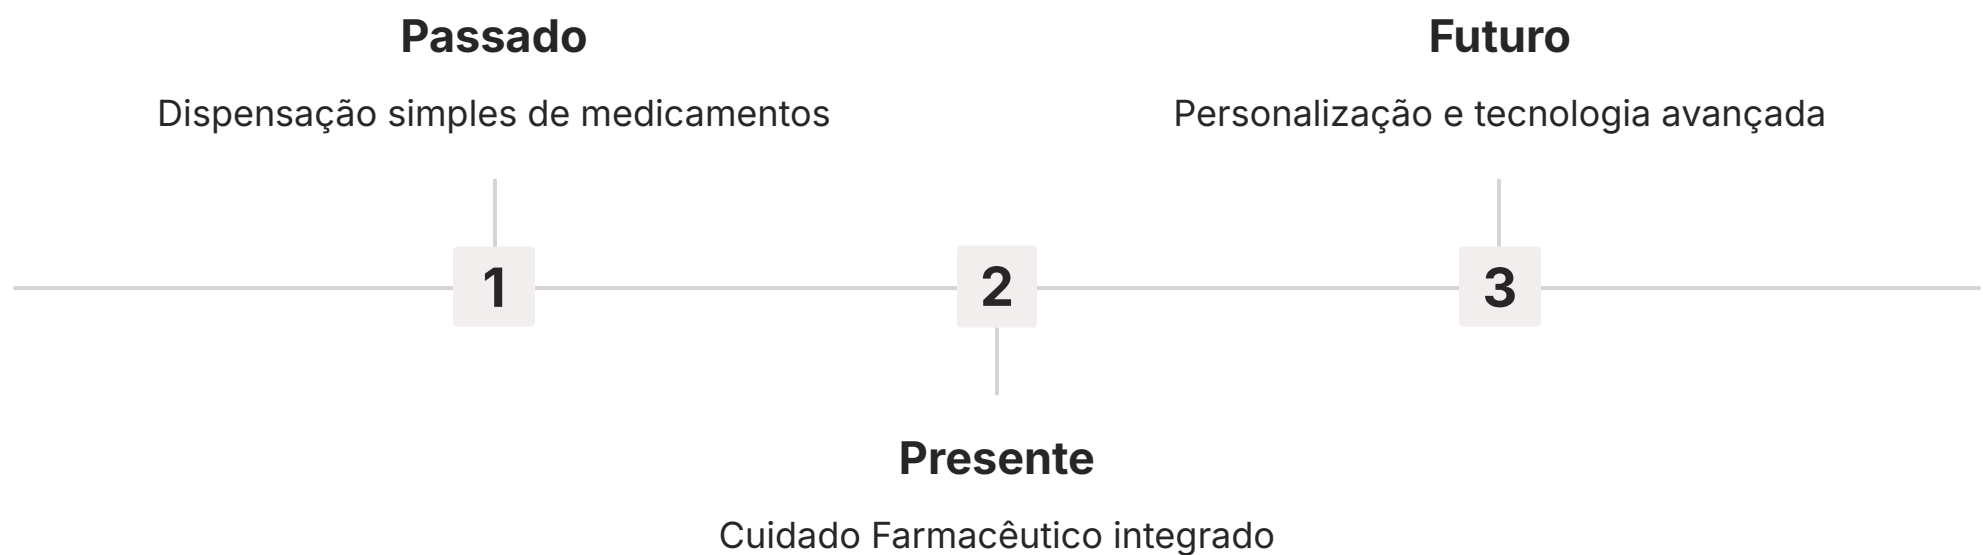 Passado
Dispensação simples de medicamentos
Futuro
Personalização e tecnologia avançada
1
2
3
Presente
Cuidado Farmacêutico integrado